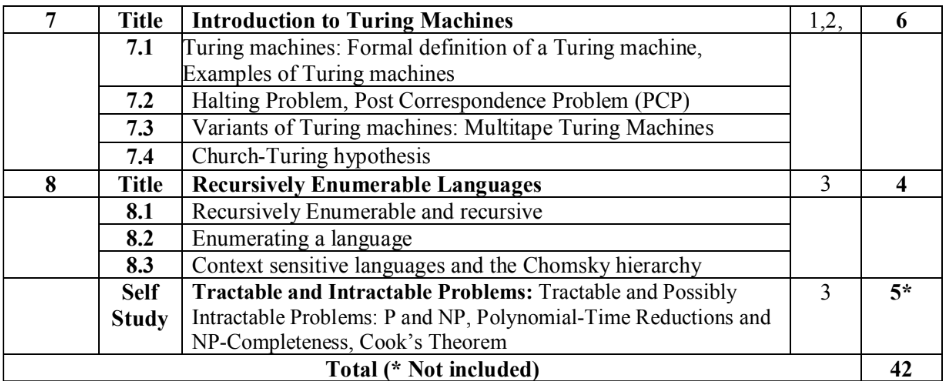 7 Title Introduction to Turing Machines 1,2, 6
7.1 Turing machines: Formal definition of a Turing machine,
Examples of Turing machines
7.2 Halting Problem, Post Correspondence Problem (PCP)
7.3 Variants of Turing machines: Multitape Turing Machines
7.4 Church-Turing hypothesis
8 Title Recursively Enumerable Languages 3 4
8.1 Recursively Enumerable and recursive
8.2 Enumerating a language
8.3 Context sensitive languages and the Chomsky hierarchy
Self Tractable and Intractable Problems: Tractable and Possibly 3 5*
Study Intractable Problems: P and NP, Polynomial-Time Reductions and
NP-Completeness, Cook's Theorem
Total (* Not included) 42